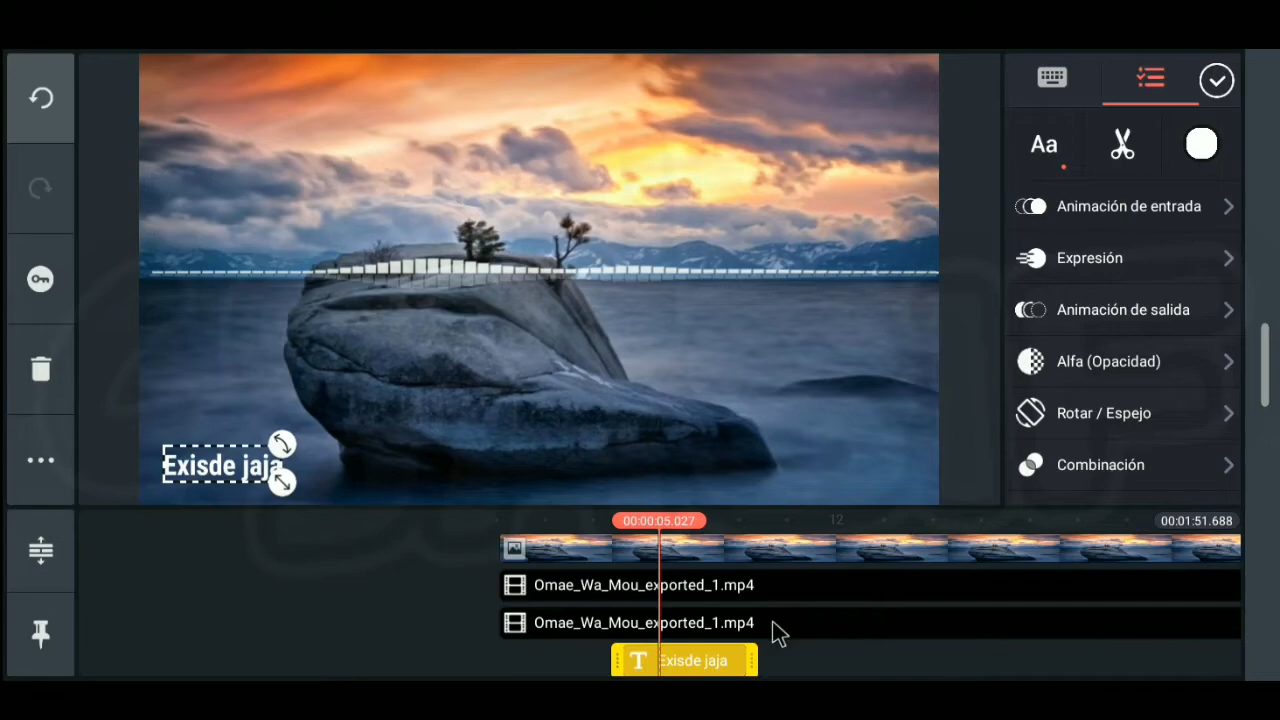 Aa
Animación de entrada
Expresión
Animación de salida
Alfa (Opacidad)
Rotar / Espejo
Combinación
Exisde jaja
00:00:05.027
12
00:01:51.688
Omae_Wa_Mou_exported_1.mp4
Omae_Wa_Mou_exported_1.mp4
T Exisde jaja